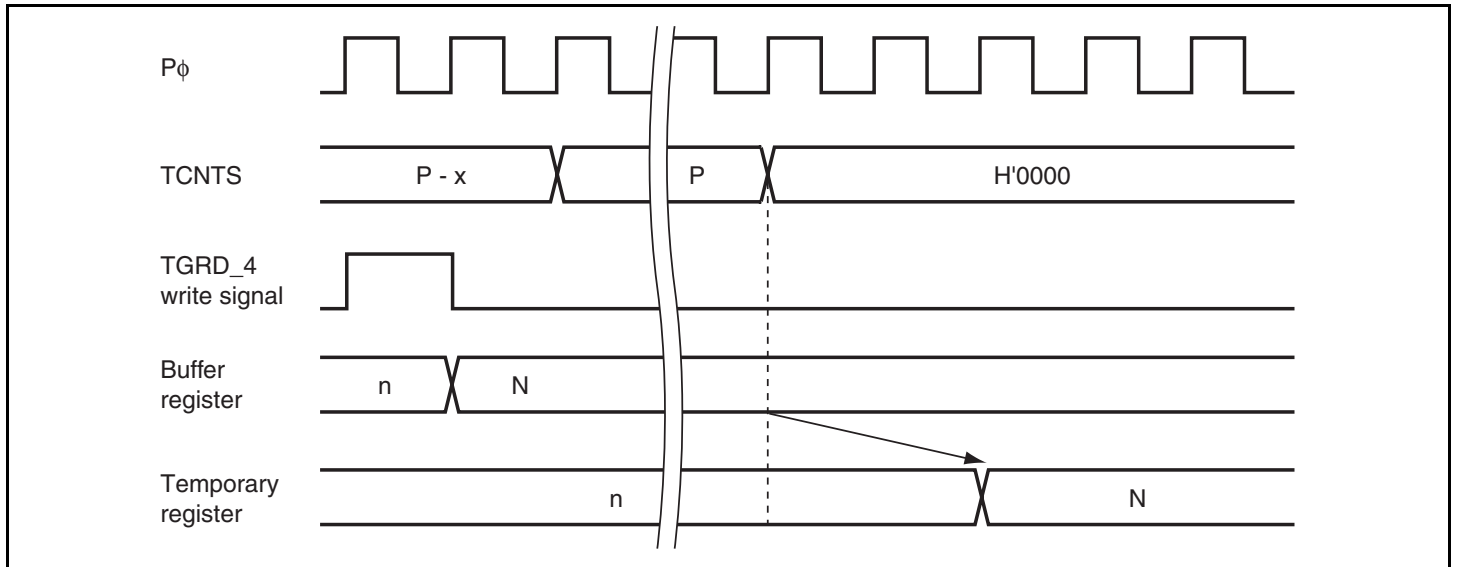 Pϕ
TCNTS
P - x
P
H'0000
TGRD_4
write signal
Buffer
register
n
N
Temporary
register
n
N